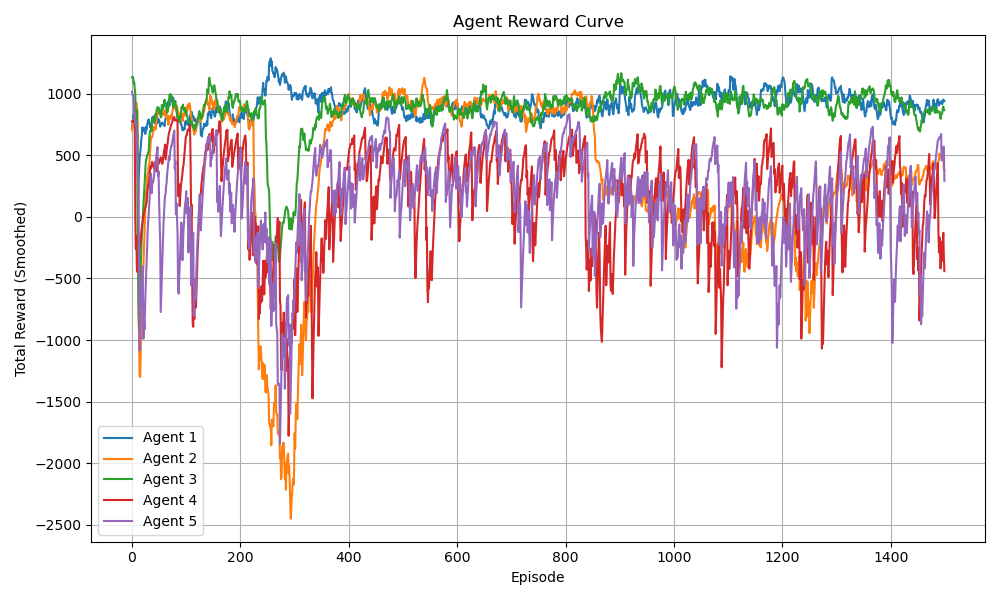 Agent Reward Curve
Total Reward (Smoothed)
1000
500
0
−500
−1000
−1500
−2000
−2500
Agent 1
Agent 2
Agent 3
Agent 4
Agent 5
0 200 400 600 800 1000 1200 1400
Episode